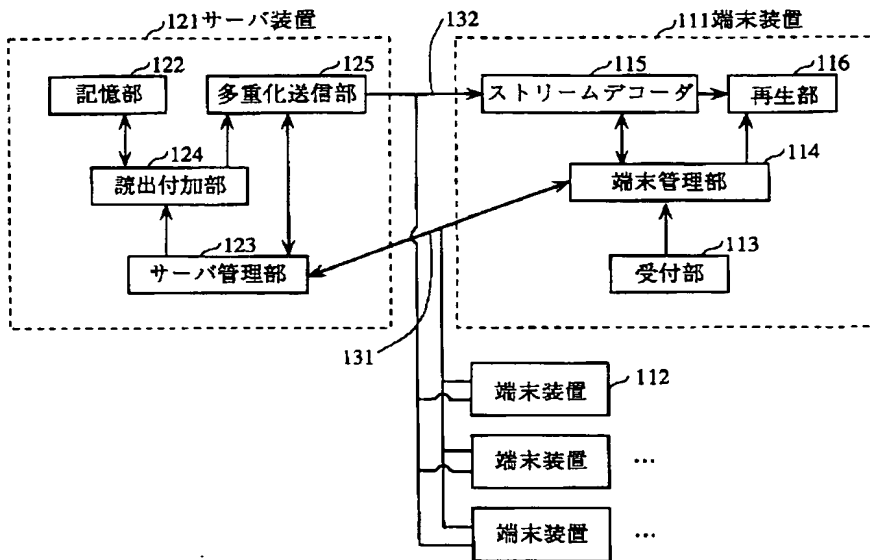 121サーバ装置
132
111端末装置
122
125
115
116
記憶部
多重化送信部
ストリームデコーダ
再生部
124
114
読出付加部
端末管理部
123
113
サーバ管理部
受付部
131
端末装置
112
端末装置
…
端末装置
…